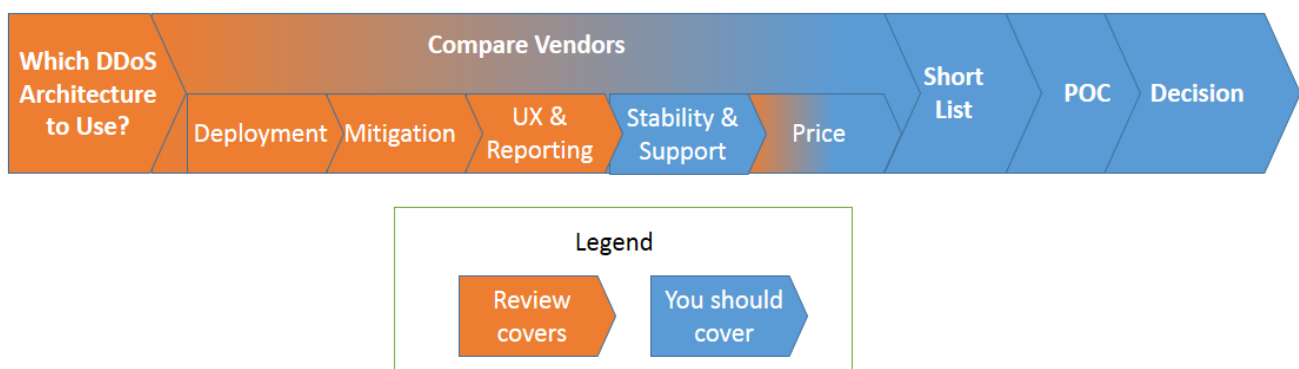 Which DDoS
Architecture
to Use?
Compare Vendors
Deployment
Mitigation
UX &
Reporting
Stability &
Support
Price
Short
List
POC
Decision
Legend
Review
covers
You should
cover